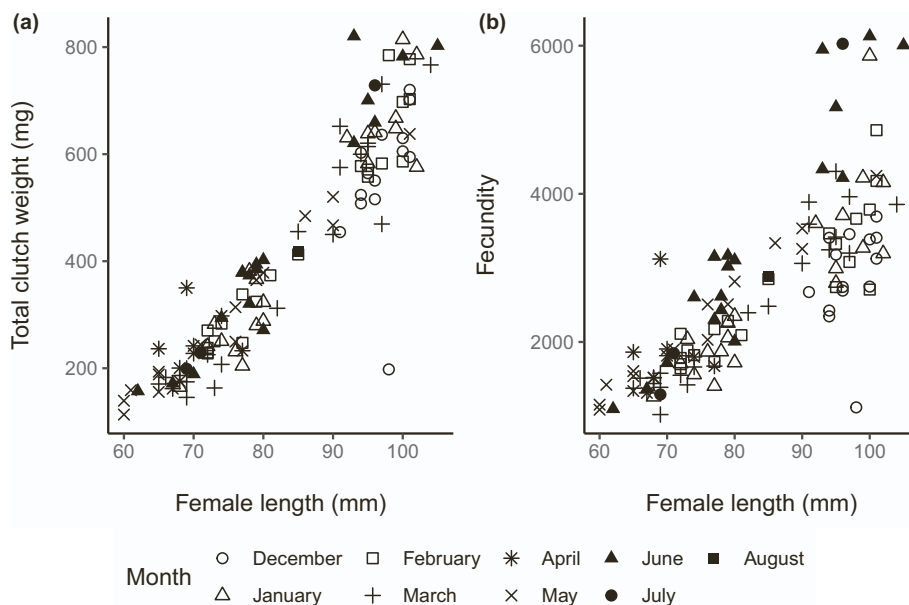 (a)
(b)
800
600
400
200
Total clutch weight (mg)
60 70 80 90 100
Female length (mm)
6000
4000
2000
Fecundity
60 70 80 90 100
Female length (mm)
Month
December February April June August
January March May July